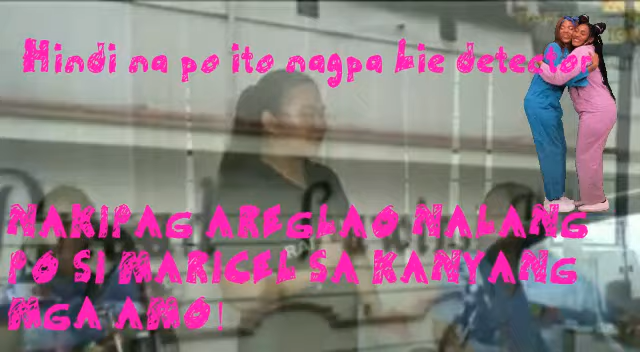 Hindi na po ito nagpa Lie detector
NAKIPAG AREGLAO NALANG
PO SI MARICEL SA KANYANG
MGA AMO!